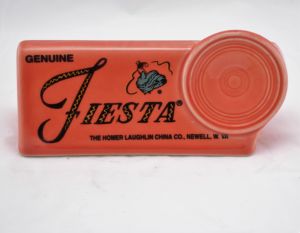 GENUINE
Fiesta®
®
THE HOMER LAUGHLIN CHINA CO., NEWELL, W. VA